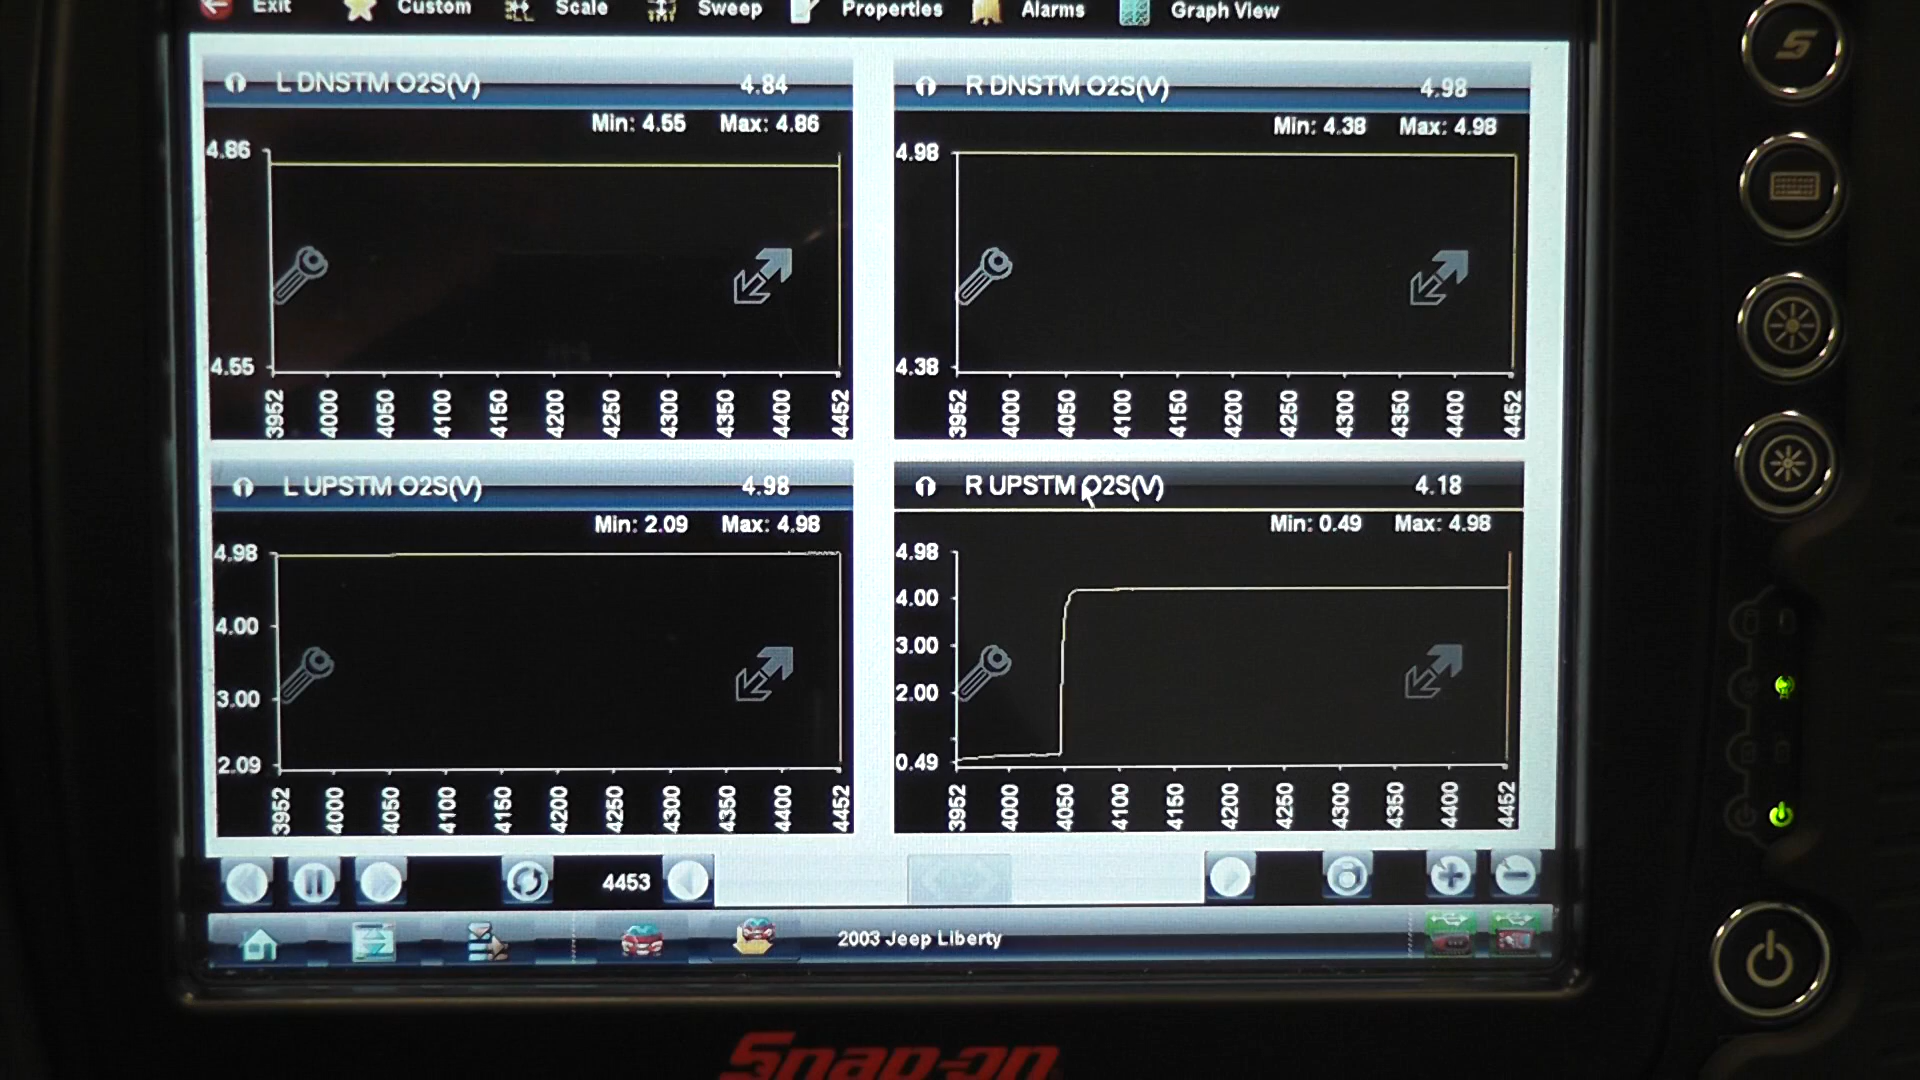 Exit Custom Scale Sweep Properties Alarms Graph View
L DNSTM O2S(V) 4.84
Min: 4.55 Max: 4.86
4.86
4.55
3952 4000 4050 4100 4150 4200 4250 4300 4350 4400 4452
R DNSTM O2S(V) 4.98
Min: 4.38 Max: 4.98
4.98
4.38
3952 4000 4050 4100 4150 4200 4250 4300 4350 4400 4452
L UPSTM O2S(V) 4.98
Min: 2.09 Max: 4.98
4.98
4.00
3.00
2.09
3952 4000 4050 4100 4150 4200 4250 4300 4350 4400 4452
R UPSTM O2S(V) 4.18
Min: 0.49 Max: 4.98
4.98
4.00
3.00
2.00
0.49
3952 4000 4050 4100 4150 4200 4250 4300 4350 4400 4452
4453
2003 Jeep Liberty
Snap-on